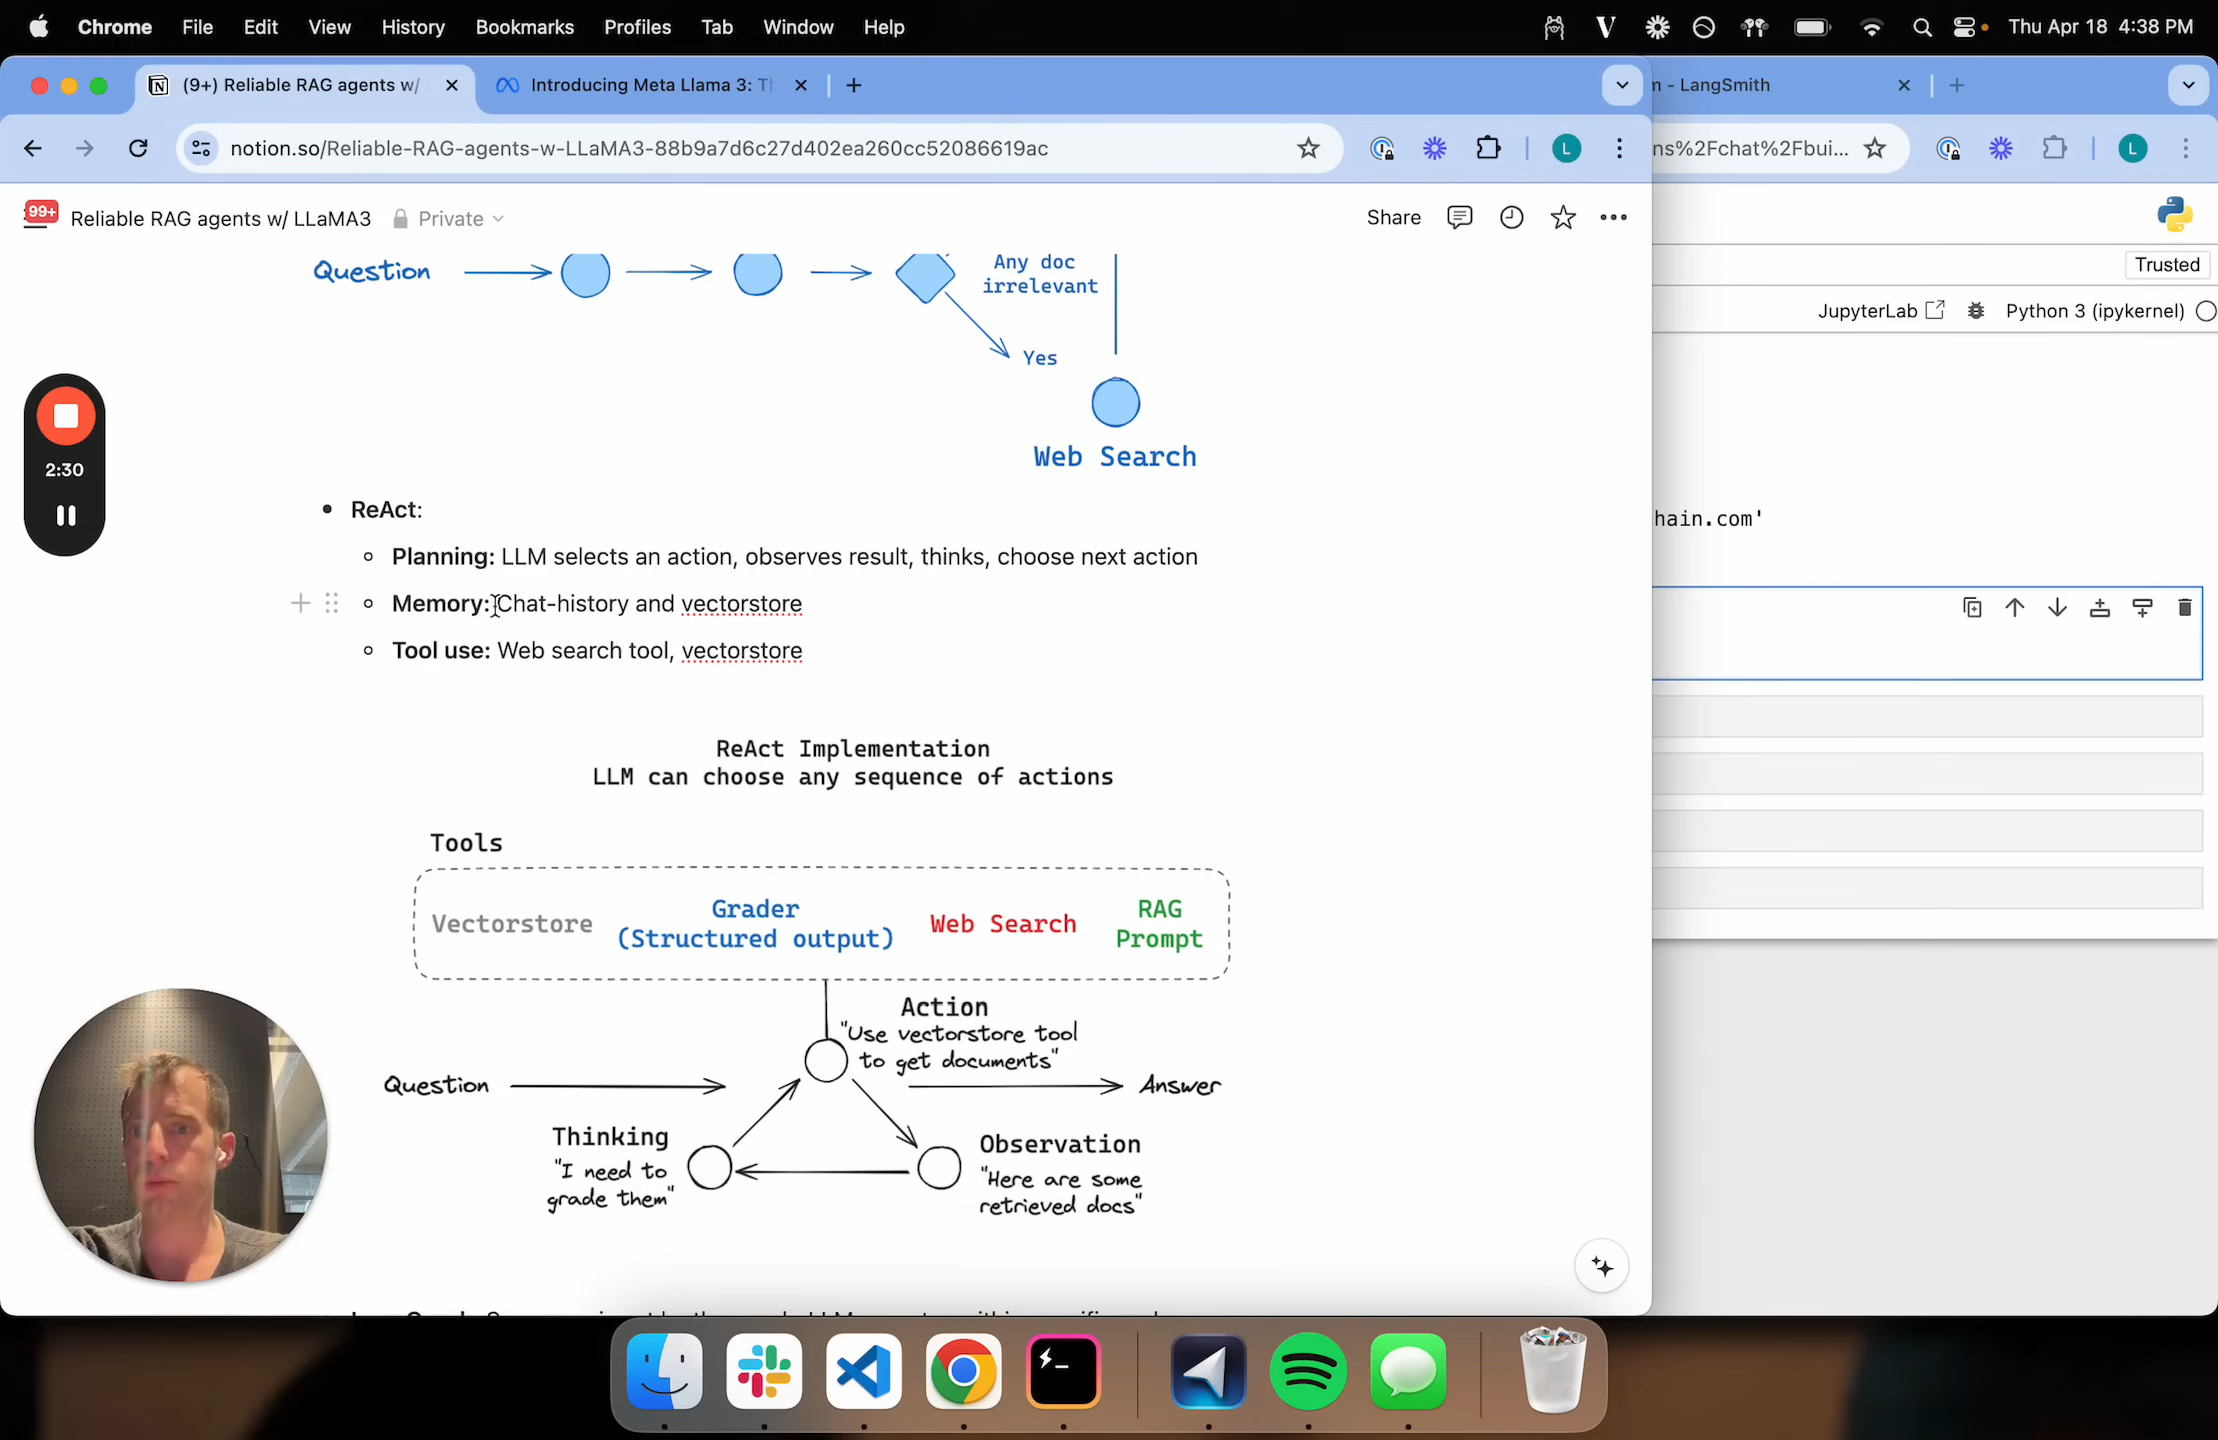 Chrome File Edit View History Bookmarks Profiles Tab Window Help
Thu Apr 18 4:38 PM
(9+) Reliable RAG agents w/
Introducing Meta Llama 3: Th
- LangSmith
notion.so/Reliable-RAG-agents-w-LLaMA3-88b9a7d6c27d402ea260cc52086619ac
L
ns%2Fchat%2Fbui...
L
99+
Reliable RAG agents w/ LLaMA3
Private
Share
Trusted
JupyterLab
Python 3 (ipykernel)
Question
Any doc
irrelevant
Yes
Web Search
2:30
hain.com'
ReAct:
Planning: LLM selects an action, observes result, thinks, choose next action
Memory: Chat-history and vectorstore
Tool use: Web search tool, vectorstore
ReAct Implementation
LLM can choose any sequence of actions
Tools
Vectorstore
Grader
(Structured output)
Web Search
RAG
Prompt
Action
"Use vectorstore tool
to get documents"
Question
Answer
Thinking
"I need to
grade them"
Observation
"Here are some
retrieved docs"